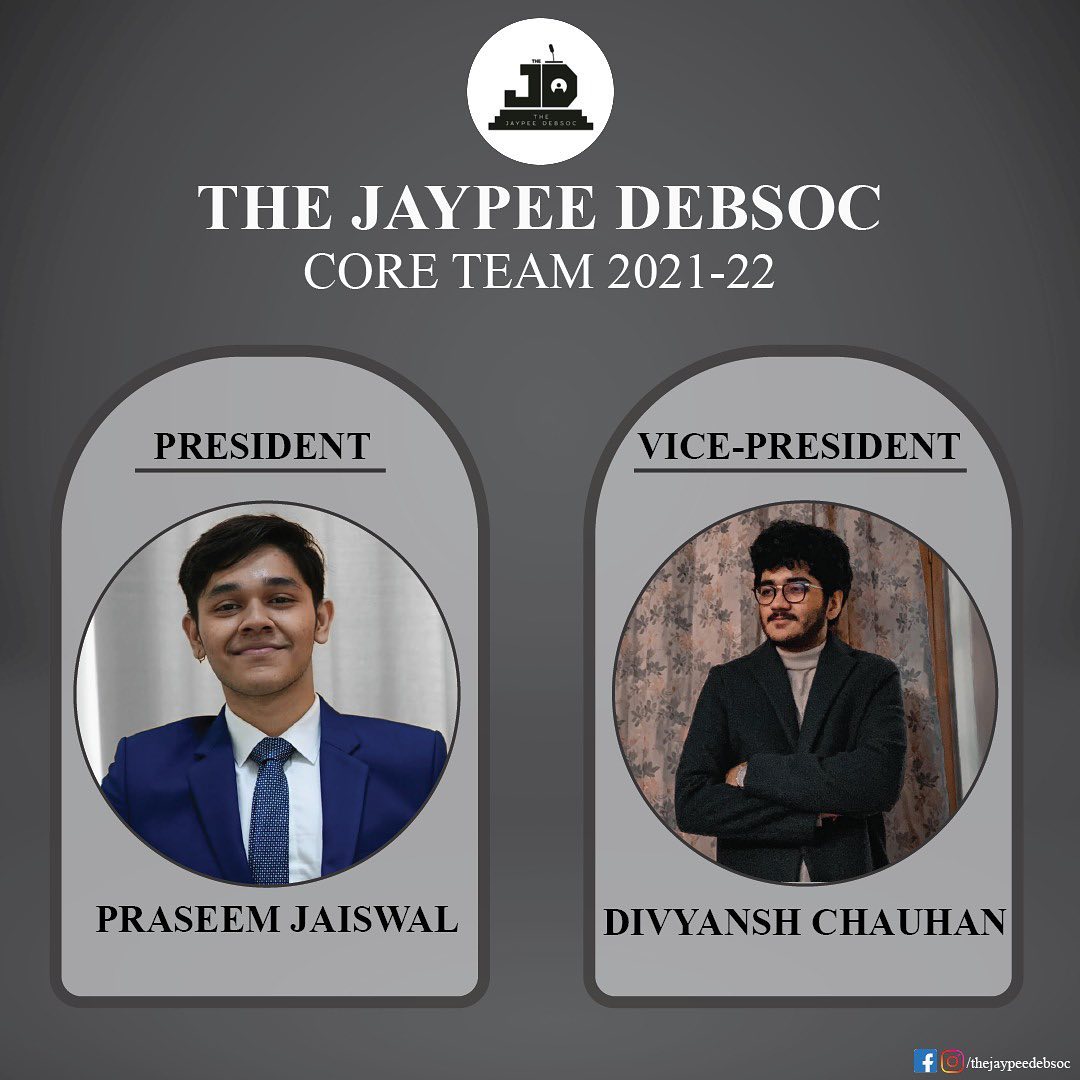 THE
JD
THE
JAYPEE DEBSOC
THE JAYPEE DEBSOC
CORE TEAM 2021-22
PRESIDENT
VICE-PRESIDENT
PRASEEM JAISWAL
DIVYANSH CHAUHAN
/thejaypeedebsoc